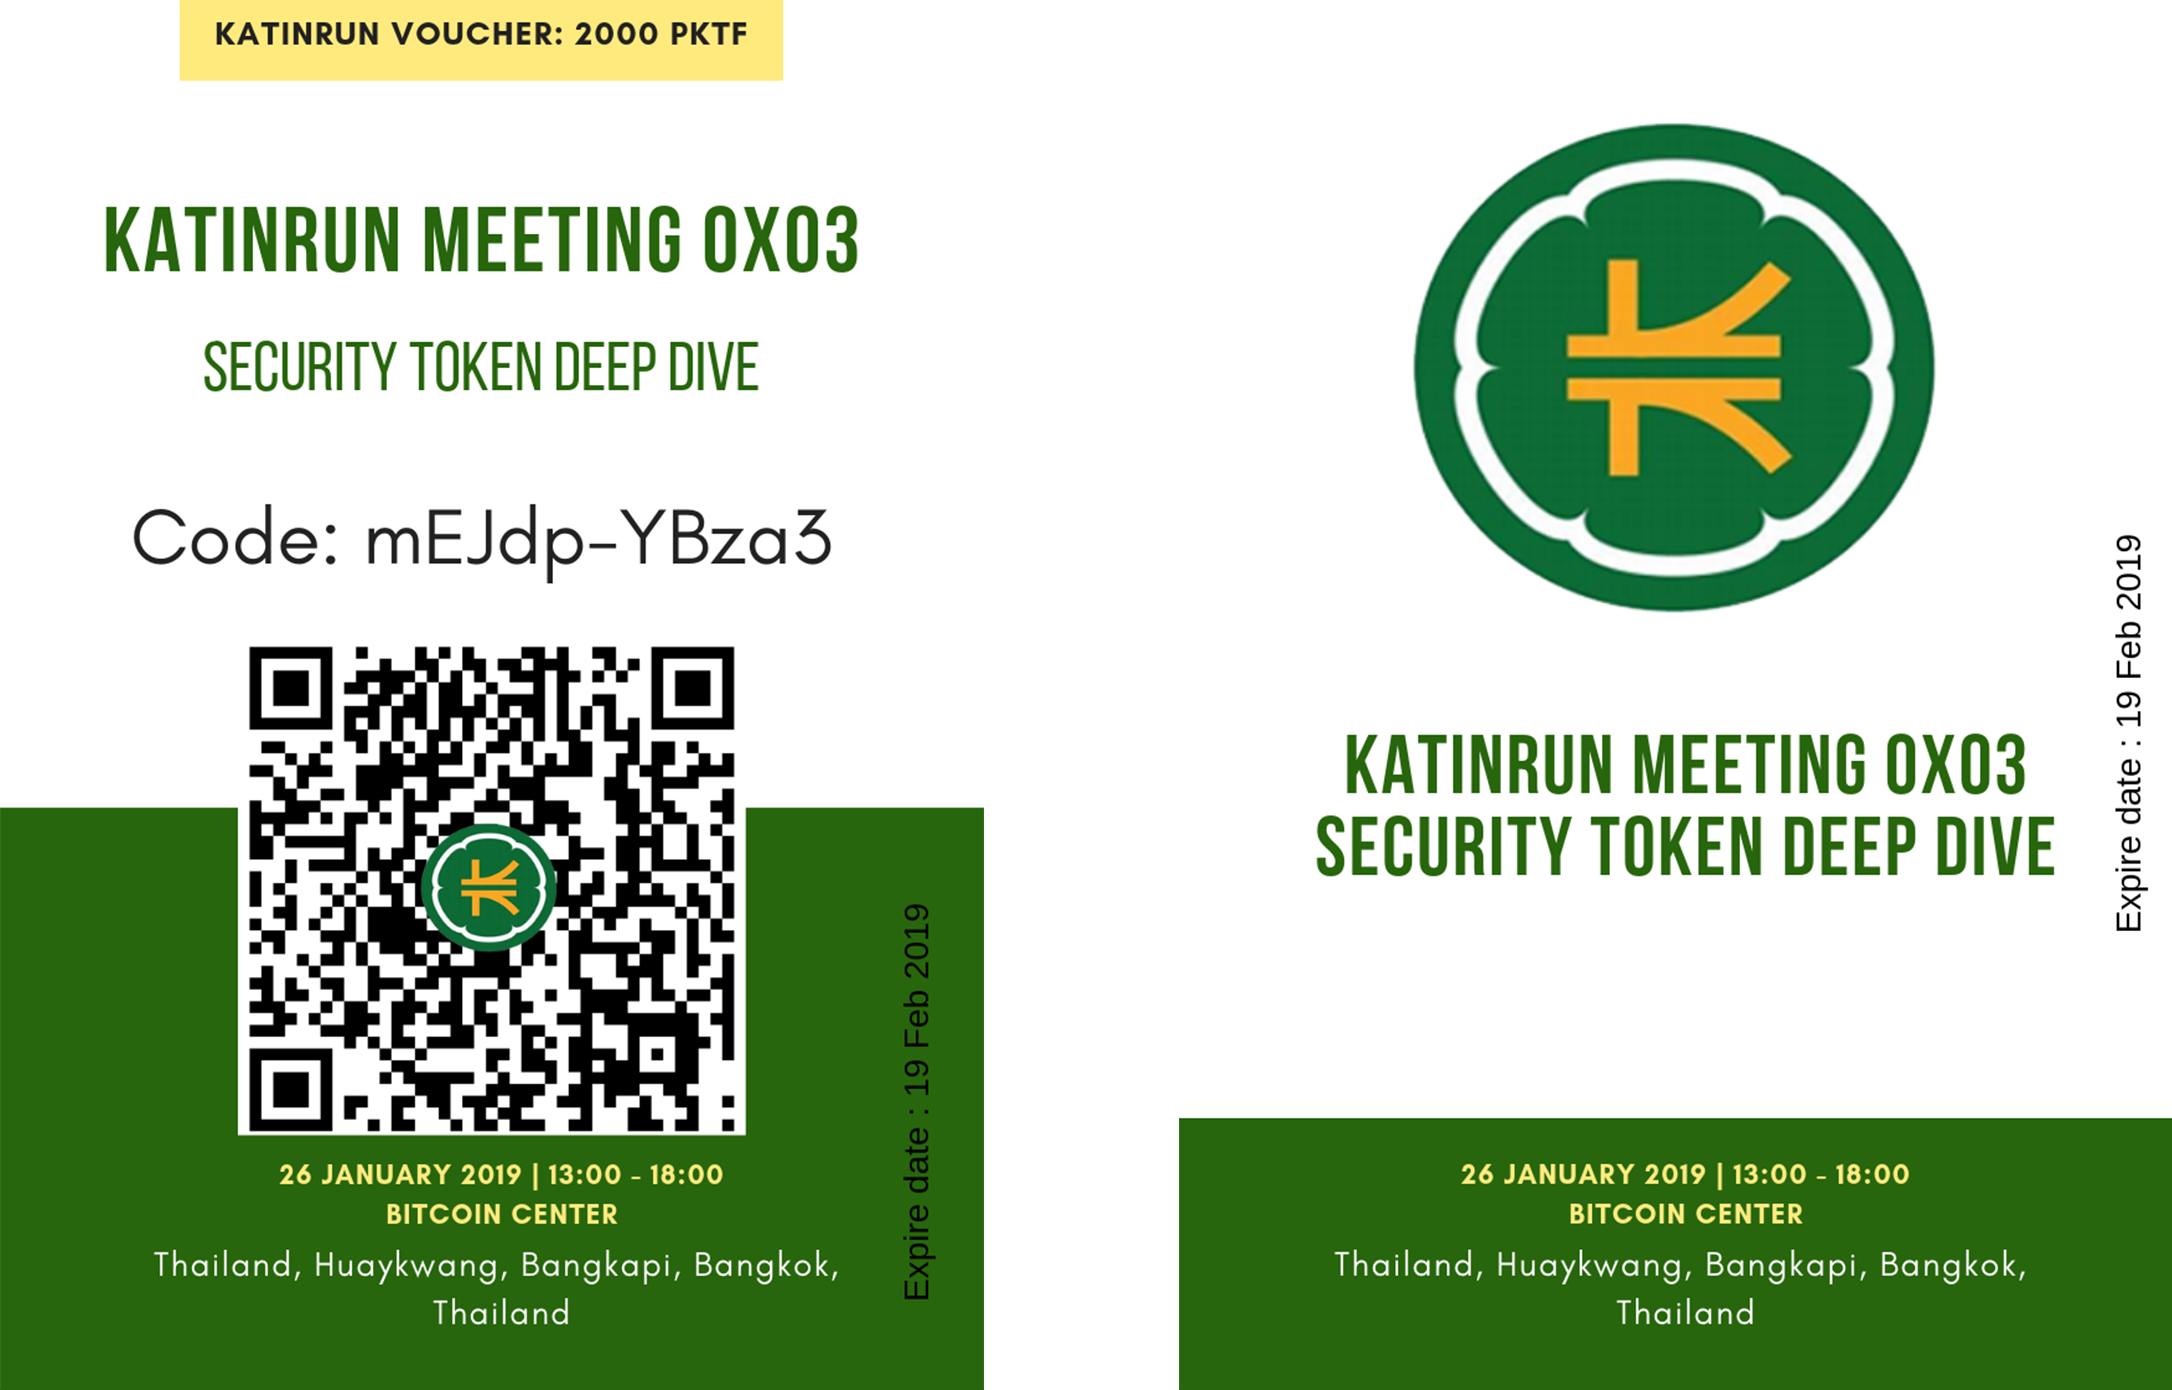 KATINRUN VOUCHER: 2000 PKTF
KATINRUN MEETING 0X03
SECURITY TOKEN DEEP DIVE
Code: mEJdp-YBza3
26 JANUARY 2019 | 13:00 - 18:00
BITCOIN CENTER
Thailand, Huaykwang, Bangkapi, Bangkok,
Thailand
Expire date : 19 Feb 2019
KATINRUN MEETING 0X03
SECURITY TOKEN DEEP DIVE
Expire date : 19 Feb 2019
26 JANUARY 2019 | 13:00 - 18:00
BITCOIN CENTER
Thailand, Huaykwang, Bangkapi, Bangkok,
Thailand